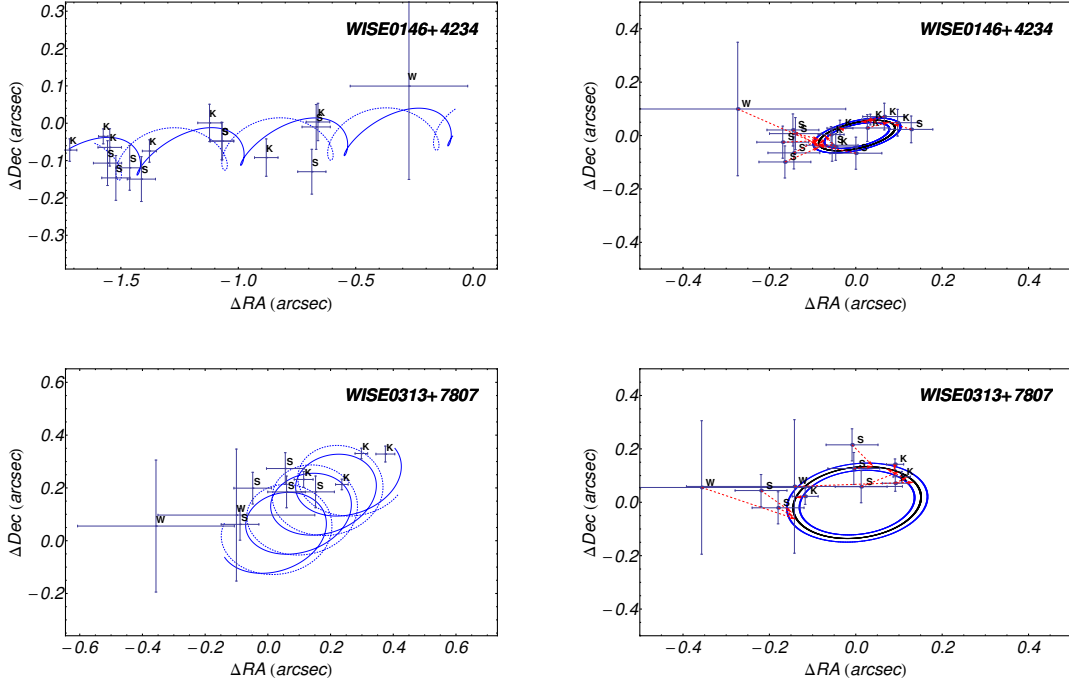 WISE0146+4234
0.3
0.2
0.1
0.0
−0.1
−0.2
−0.3
ΔDec (arcsec)
K
K
K
S
S
S
S
K
K
S
K
K
S
S
W
−1.5
−1.0
−0.5
0.0
ΔRA (arcsec)
WISE0146+4234
0.4
0.2
0.0
−0.2
−0.4
ΔDec (arcsec)
W
S
S
S
S
S
K
K
K
K
S
S
−0.4
−0.2
0.0
0.2
0.4
ΔRA (arcsec)
WISE0313+7807
0.6
0.4
0.2
0.0
−0.2
ΔDec (arcsec)
W
W
S
S
S
S
S
K
K
K
K
−0.6
−0.4
−0.2
0.0
0.2
0.4
0.6
ΔRA (arcsec)
WISE0313+7807
0.4
0.2
0.0
−0.2
−0.4
ΔDec (arcsec)
W
W
S
S
S
S
K
K
K
K
−0.4
−0.2
0.0
0.2
0.4
ΔRA (arcsec)